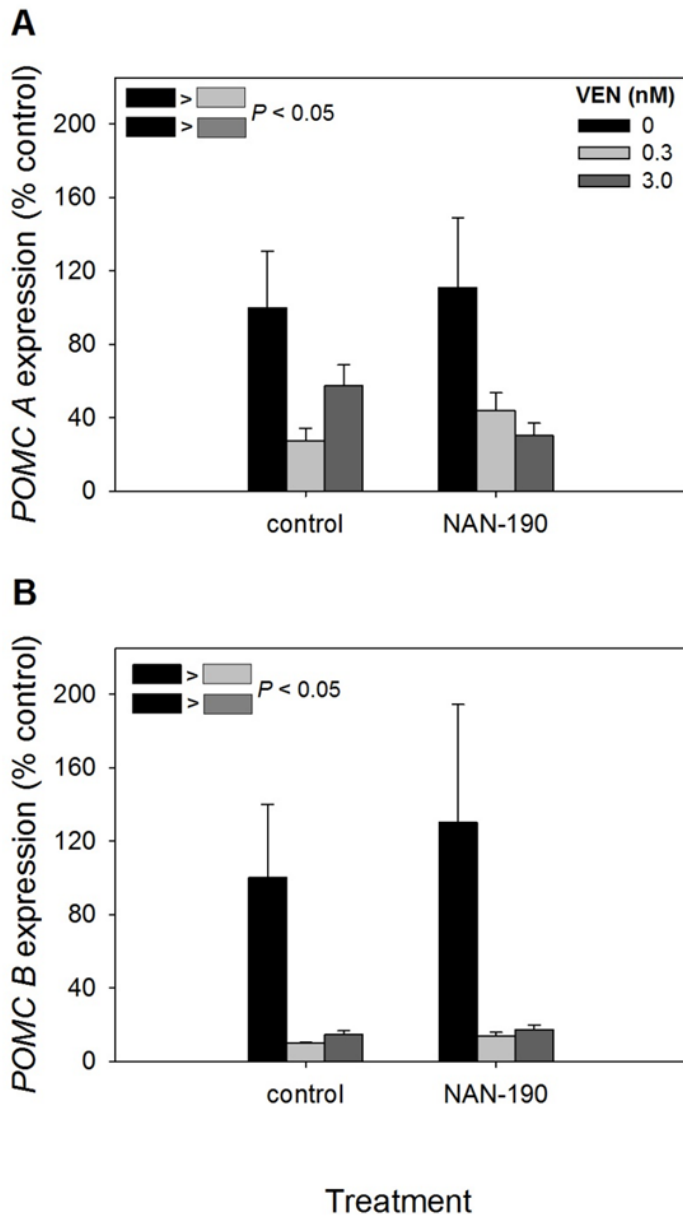 A
POMC A expression (% control)
200
160
120
80
40
0
>
>
P < 0.05
VEN (nM)
0
0.3
3.0
control
NAN-190
B
POMC B expression (% control)
200
160
120
80
40
0
>
>
P < 0.05
control
NAN-190
Treatment